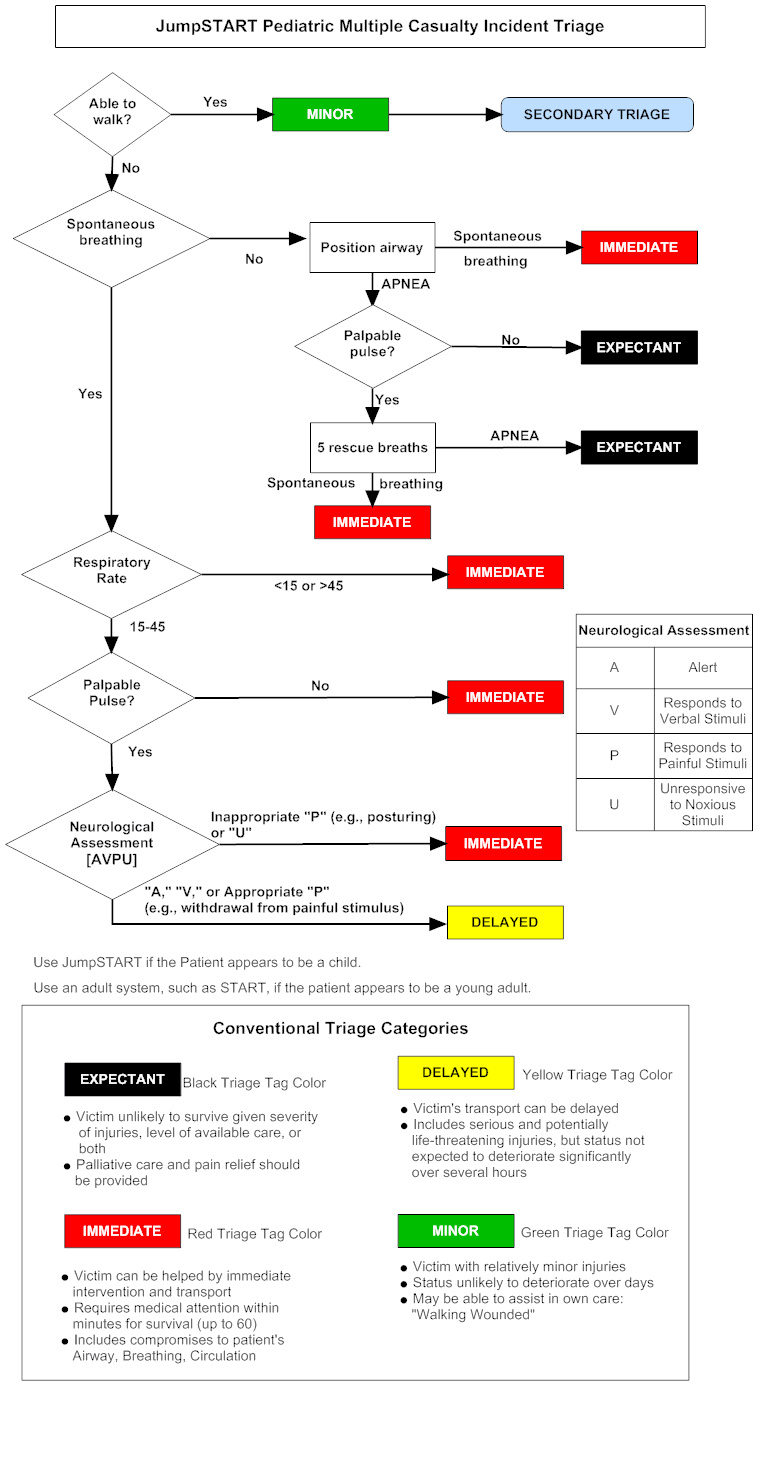 JumpSTART Pediatric Multiple Casualty Incident Triage
Able to
walk?
Yes
MINOR
SECONDARY TRIAGE
No
Spontaneous
breathing
No
Position airway
Spontaneous
breathing
IMMEDIATE
APNEA
Palpable
pulse?
No
EXPECTANT
Yes
Yes
5 rescue breaths
APNEA
EXPECTANT
Spontaneous breathing
IMMEDIATE
Respiratory
Rate
<15 or >45
IMMEDIATE
15-45
Palpable
Pulse?
No
IMMEDIATE
Yes
Neurological
Assessment
[AVPU]
Inappropriate "P" (e.g., posturing)
or "U"
IMMEDIATE
"A," "V," or Appropriate "P"
(e.g., withdrawal from painful stimulus)
DELAYED
Neurological Assessment
A Alert
V Responds to
Verbal Stimuli
P Responds to
Painful Stimuli
U Unresponsive
to Noxious
Stimuli
Use JumpSTART if the Patient appears to be a child.
Use an adult system, such as START, if the patient appears to be a young adult.
Conventional Triage Categories
EXPECTANT Black Triage Tag Color
● Victim unlikely to survive given severity
of injuries, level of available care, or
both
● Palliative care and pain relief should
be provided
DELAYED Yellow Triage Tag Color
● Victim's transport can be delayed
● Includes serious and potentially
life-threatening injuries, but status not
expected to deteriorate significantly
over several hours
IMMEDIATE Red Triage Tag Color
● Victim can be helped by immediate
intervention and transport
● Requires medical attention within
minutes for survival (up to 60)
● Includes compromises to patient's
Airway, Breathing, Circulation
MINOR Green Triage Tag Color
● Victim with relatively minor injuries
● Status unlikely to deteriorate over days
● May be able to assist in own care:
"Walking Wounded"